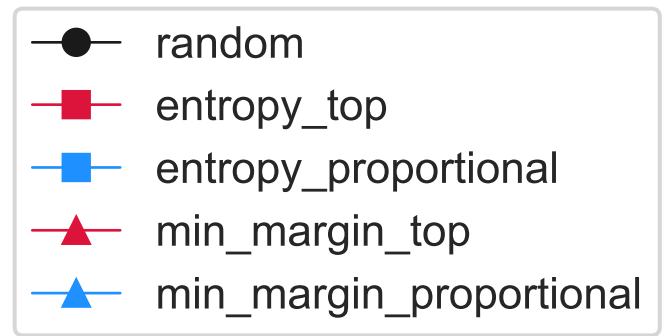 random
entropy_top
entropy_proportional
min_margin_top
min_margin_proportional